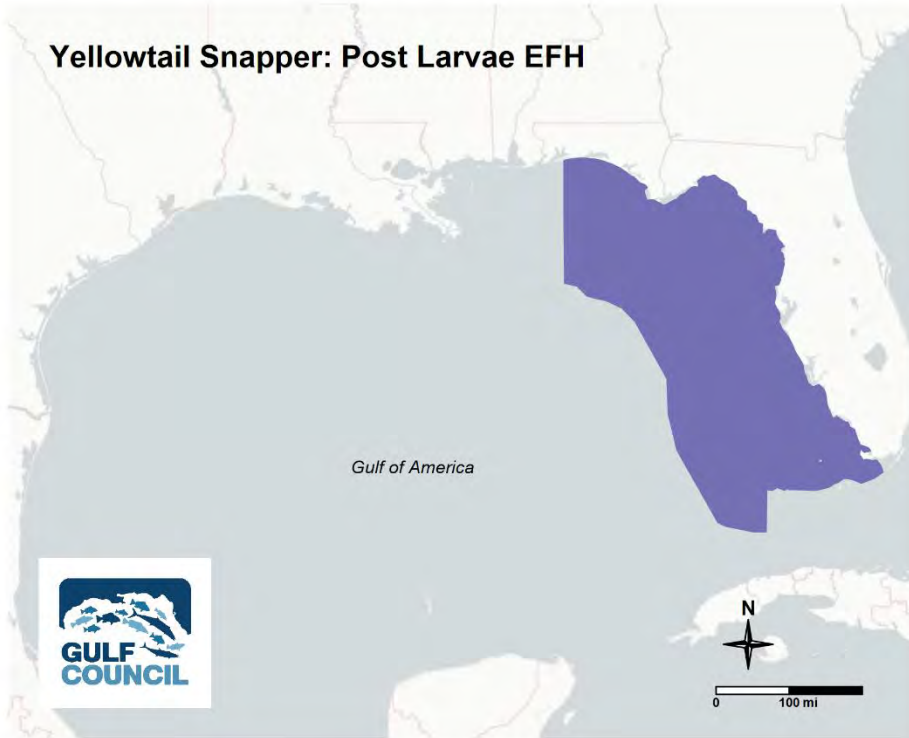 Yellowtail Snapper: Post Larvae EFH
Gulf of America
GULF
COUNCIL
N
0 100 mi